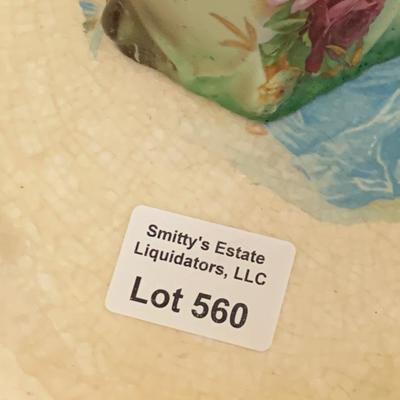 Smitty's Estate
Liquidators, LLC
Lot 560